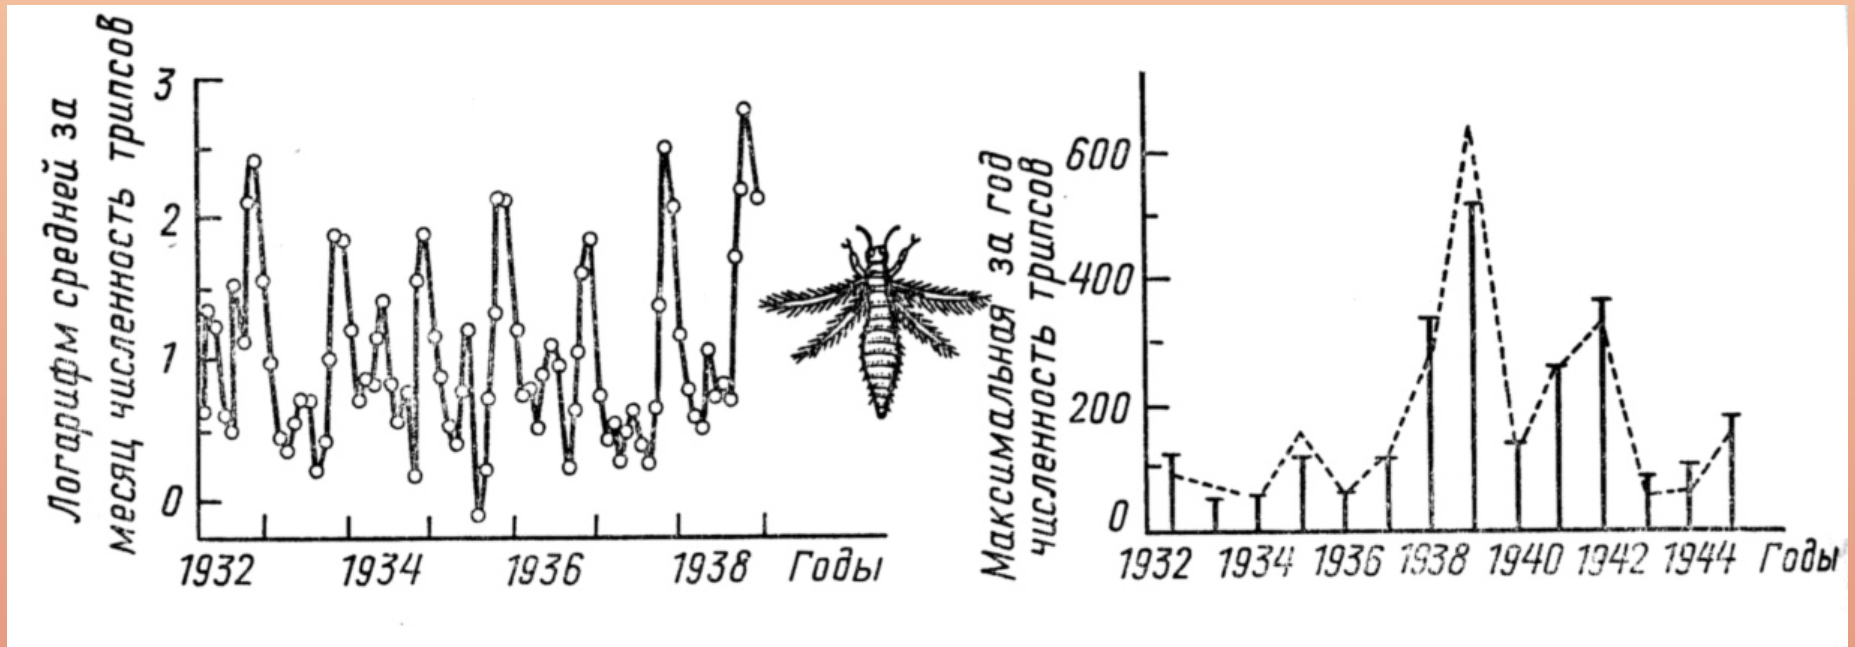 Логарифм средней за
месяц численность трипсов
3
2
1
0
1932 1934 1936 1938 Годы
Максимальная за год
численность трипсов
600
400
200
0
1932 1934 1936 1938 1940 1942 1944 Годы